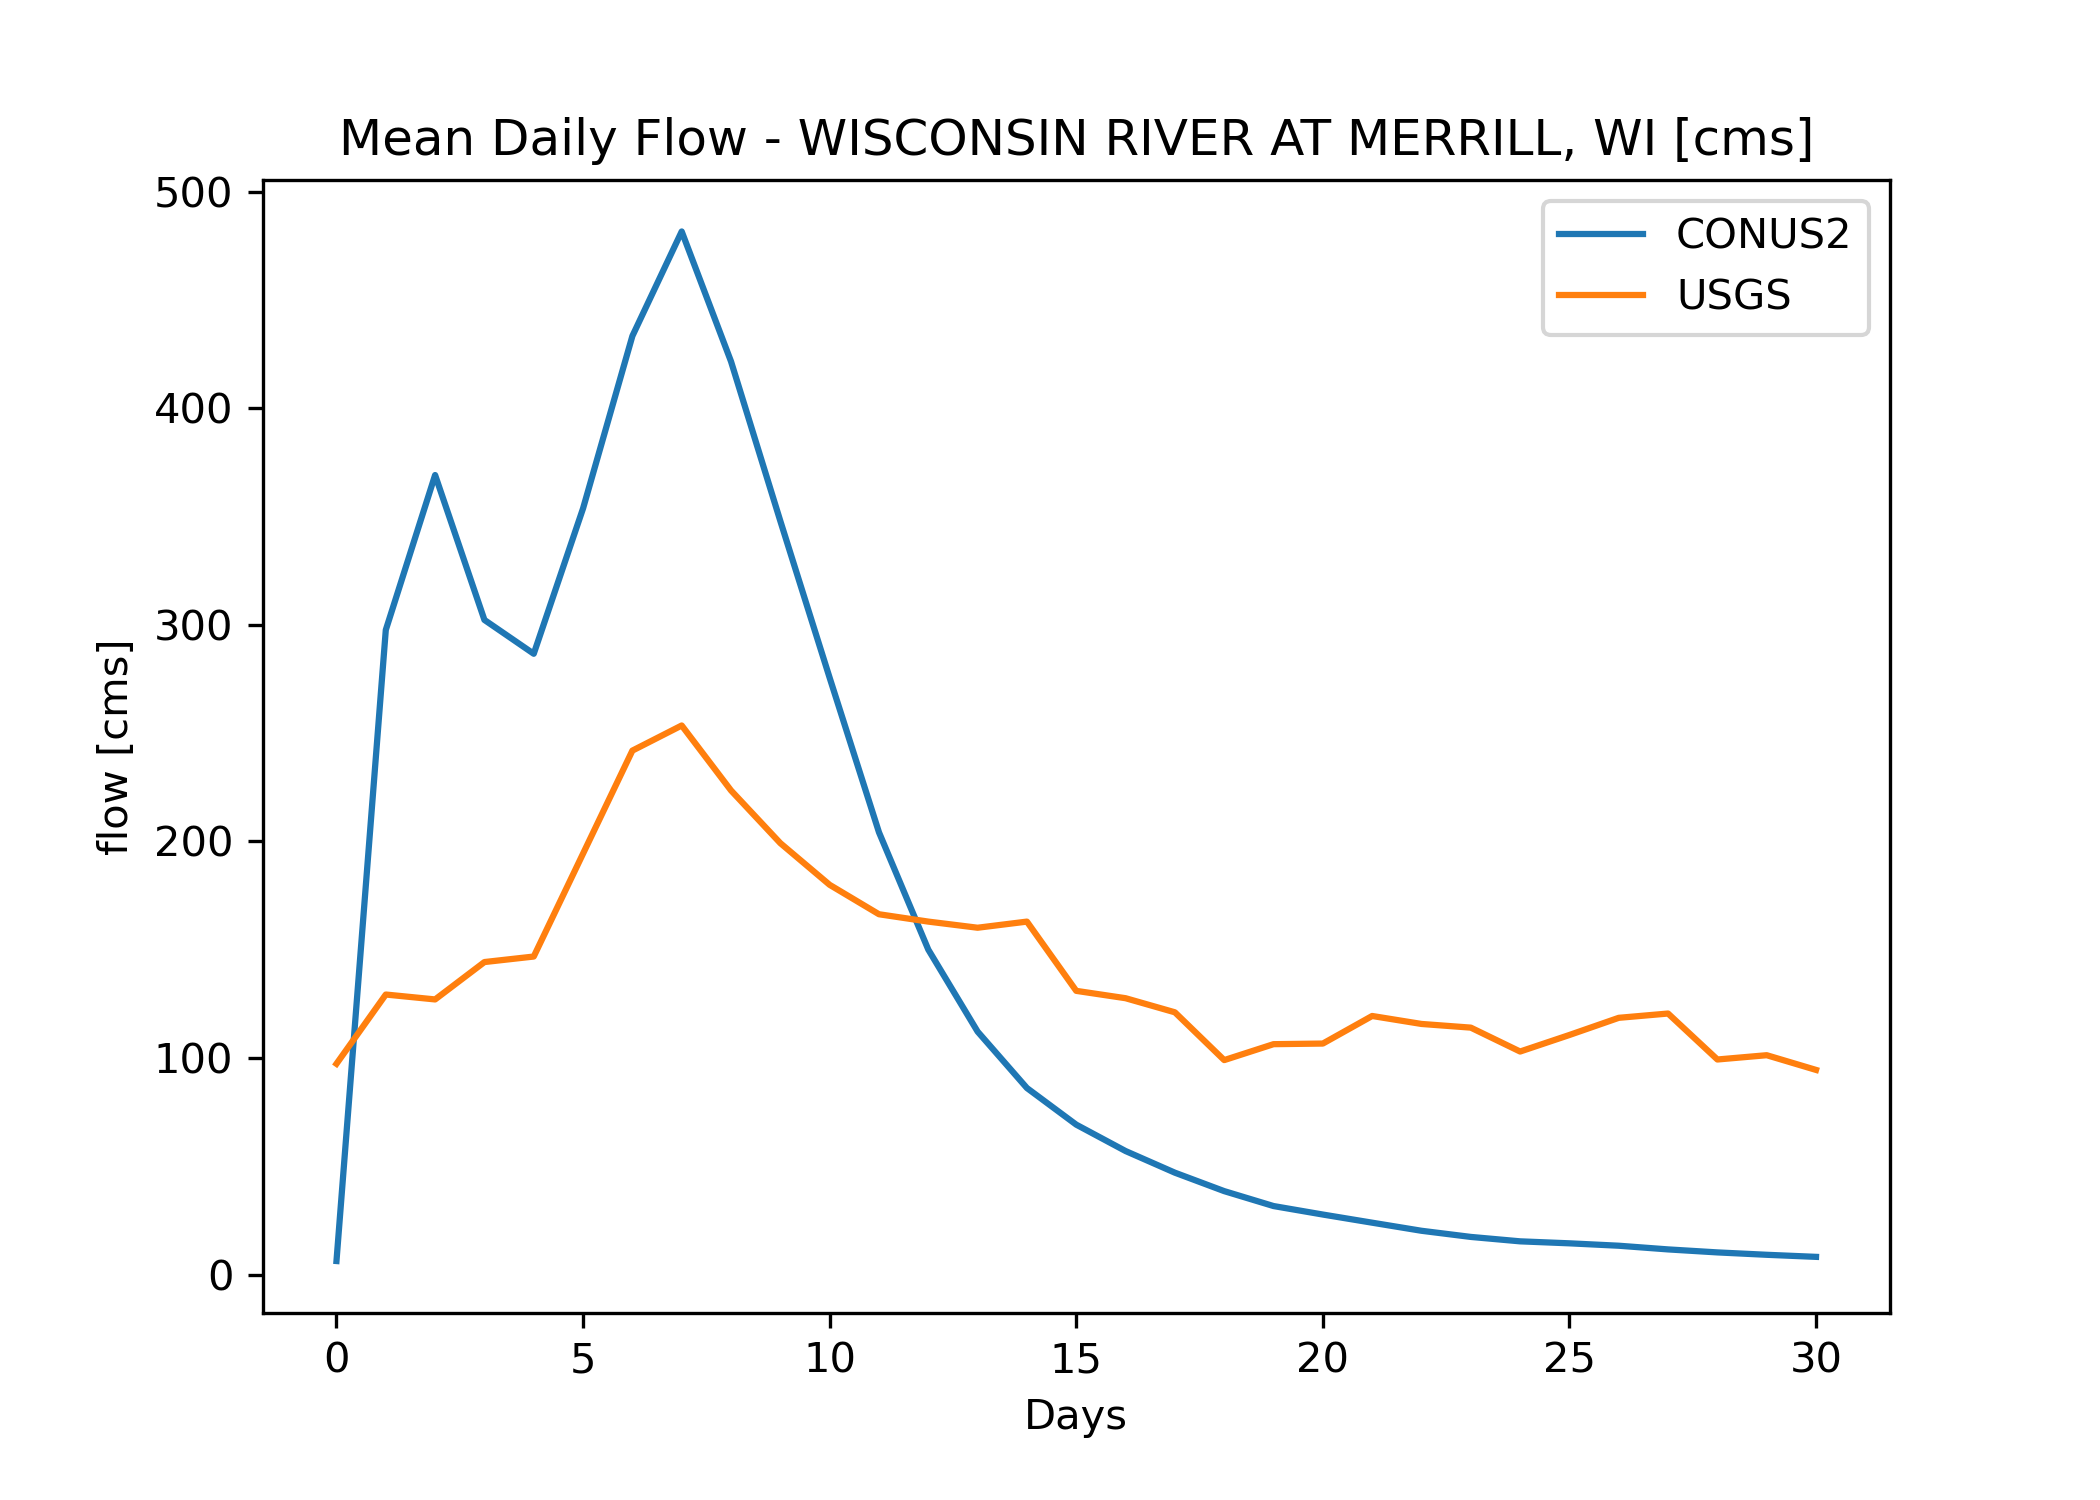 Mean Daily Flow - WISCONSIN RIVER AT MERRILL, WI [cms]
CONUS2
USGS
500
400
300
200
100
0
flow [cms]
0 5 10 15 20 25 30
Days